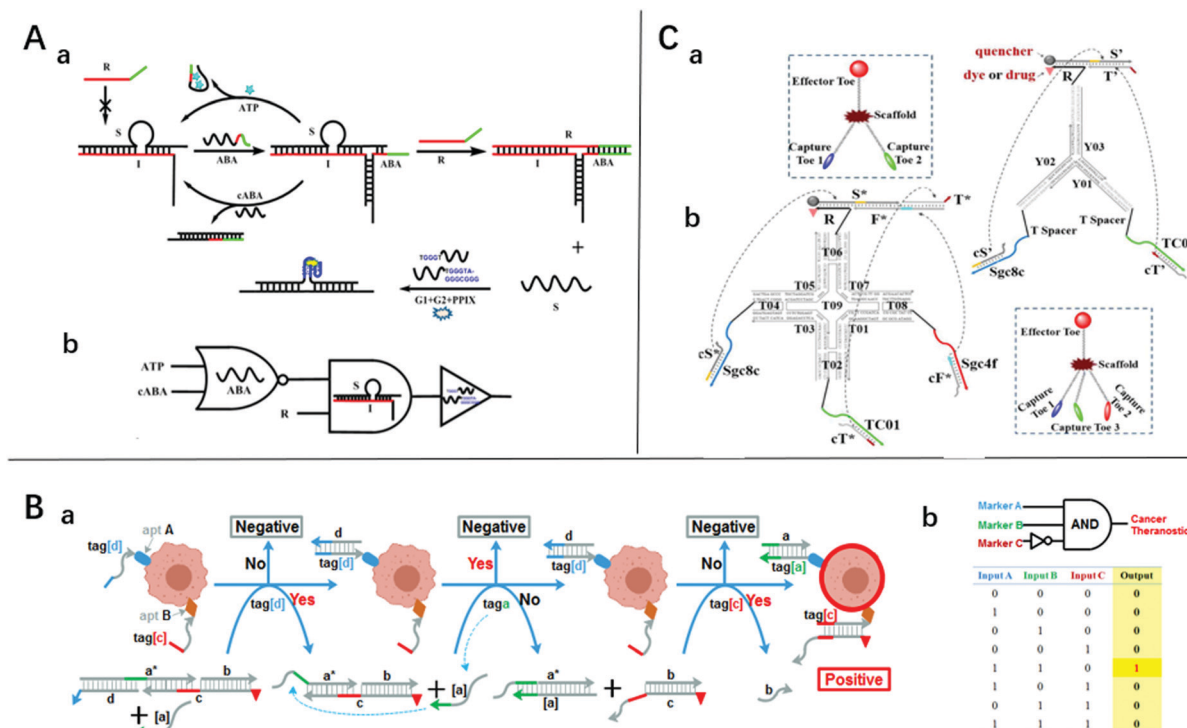 A
a
R
S
I
ATP
ABA
cABA
S
I
ABA
R
R
I
ABA
+
S
TGGGT
TGGGTA-
GGGCGGG
G1+G2+PPIX
b
ATP
cABA
ABA
R
S
I
C
a
Effector Toe
Scaffold
Capture
Toe 1
Capture
Toe 2
quencher
dye or drug
S'
T'
R
Y03
Y02
Y01
T Spacer
T Spacer
cS'
Sgc8c
cT'
b
S*
T*
R
F*
T06
T05
T07
T04
T09
T08
T03
T01
T02
cS*
Sgc8c
Sgc4f
cF*
TC01
cT*
Effector Toe
Scaffold
Capture
Toe 1
Capture
Toe 2
Capture Toe 3
B
a
apt A
tag[d]
apt B
tag[c]
Negative
No
tag[d]
Yes
d
tag[d]
Negative
Yes
tag a
No
d
tag[d]
Negative
No
tag[c]
Yes
a
tag[a]
tag[c]
Positive
a*
b
d
c
+
[a]
a*
b
c
+
[a]
a*
[a]
+
b
c
b
b
Marker A
Marker B
Marker C
AND
Cancer
Theranostic
Input A Input B Input C Output
0 0 0 0
1 0 0 0
0 1 0 0
0 0 1 0
1 1 0 1
1 0 1 0
0 1 1 0
1 1 1 0